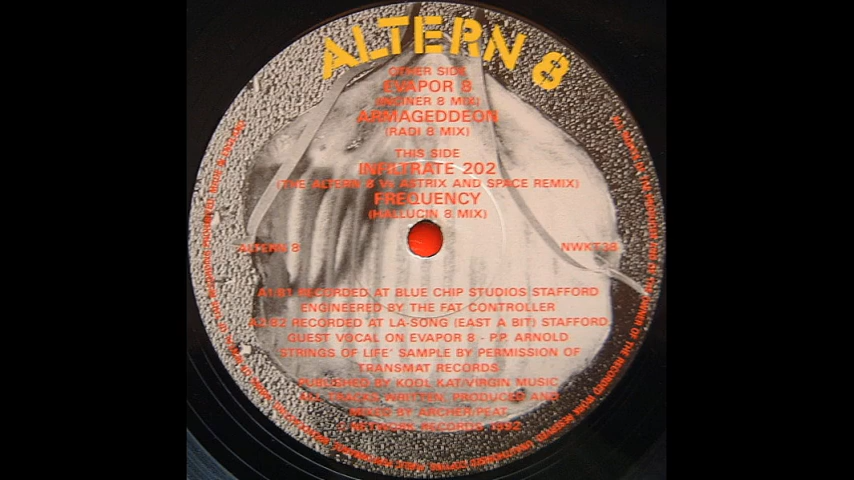 ALTERN 8
OTHER SIDE
EVAPOR 8
ARMAGEDDEON
(RADI 8 MIX)
THIS SIDE
INFILTRATE 202
(THE ALTERN 8 Vs ASTRIX AND SPACE REMIX)
FREQUENCY
(HALLUCIN 8 MIX)
ALTERN 8
NWKT 38
A1/B1 RECORDED AT BLUE CHIP STUDIOS STAFFORD
ENGINEERED BY THE FAT CONTROLLER
A2/B2 RECORDED AT LA-SONG (EAST A BIT) STAFFORD.
GUEST VOCAL ON EVAPOR 8 - P.P. ARNOLD
STRINGS OF LIFE' SAMPLE BY PERMISSION OF
TRANSMAT RECORDS
PUBLISHED BY KOOL KAT/VIRGIN MUSIC
ALL TRACKS WRITTEN, PRODUCED AND
MIXED BY ARCHER/PEAT
NETWORK RECORDS 1992